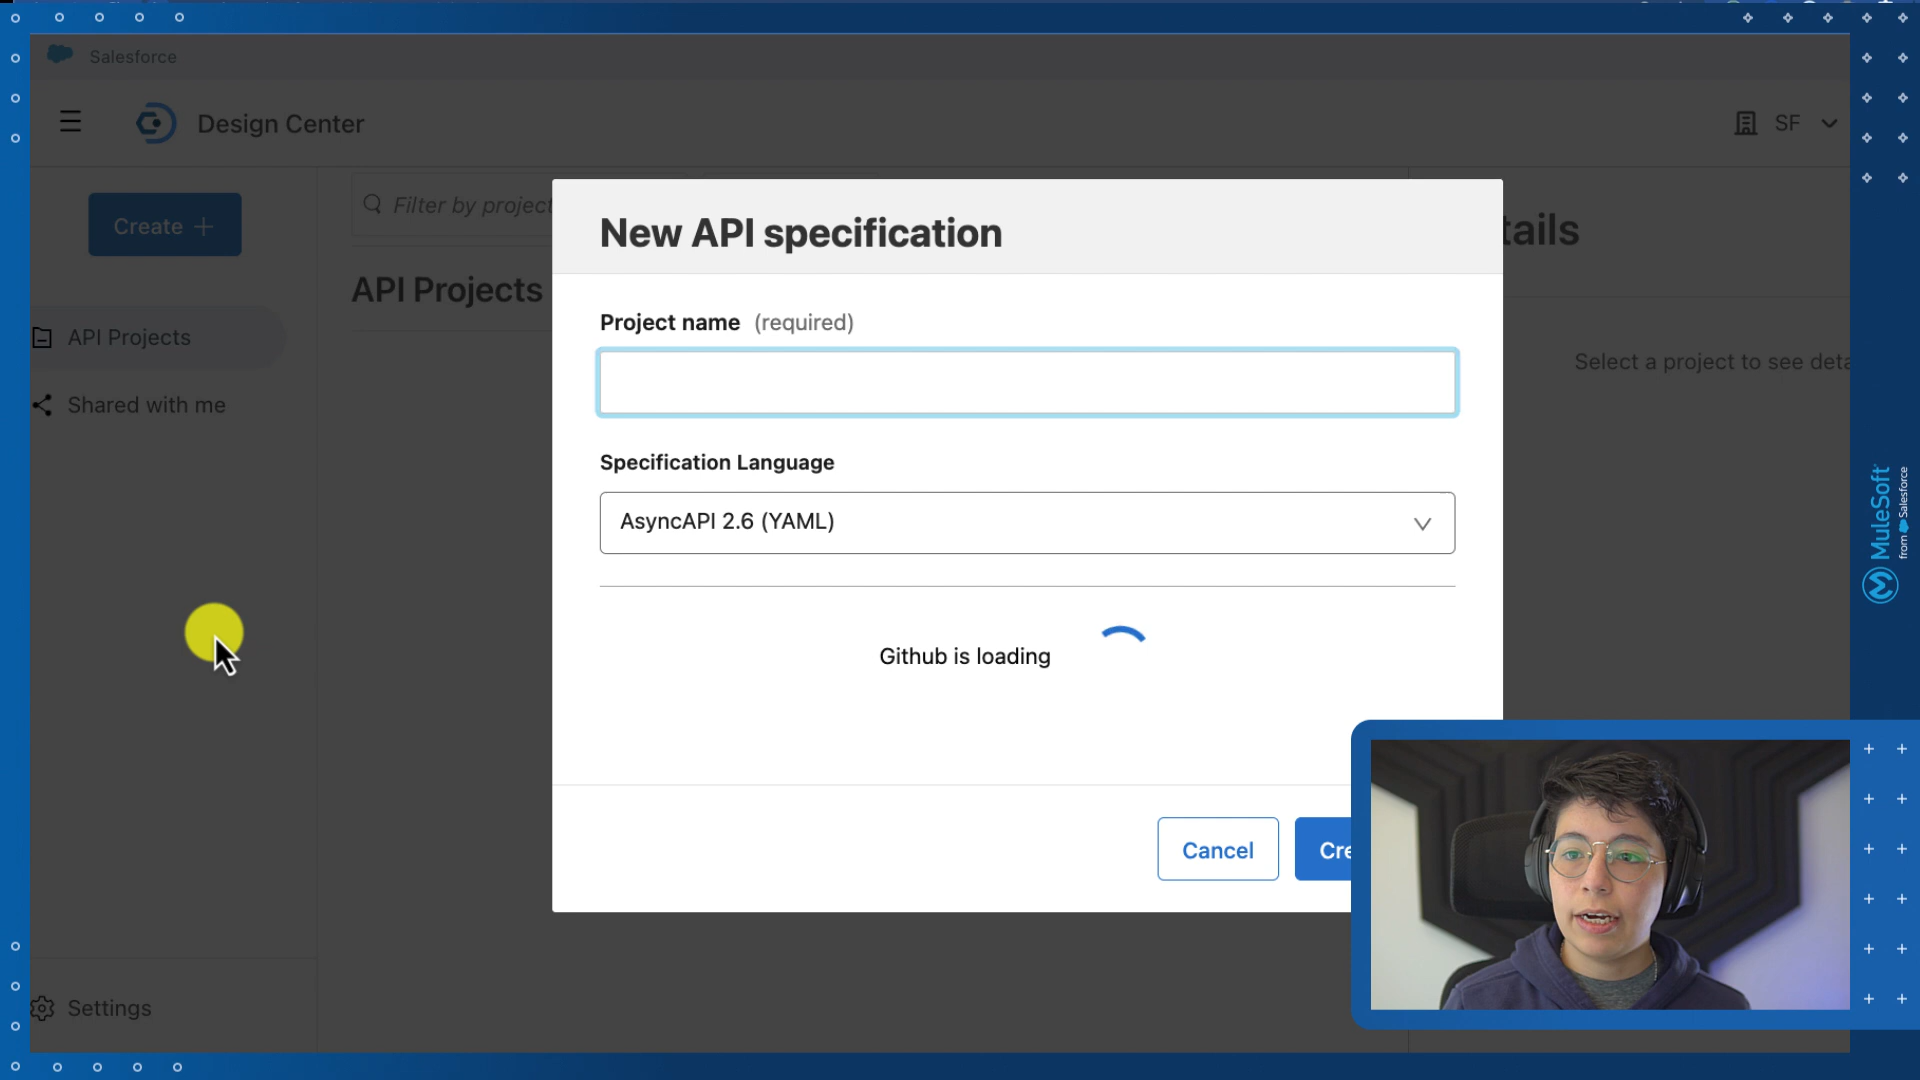 Salesforce
Design Center
SF
Create
Filter by project
tails
New API specification
API Projects
Project name (required)
API Projects
Select a project to see deta
Shared with me
Specification Language
AsyncAPI 2.6 (YAML)
Github is loading
Cancel
Cre
Settings
MuleSoft
from Salesforce